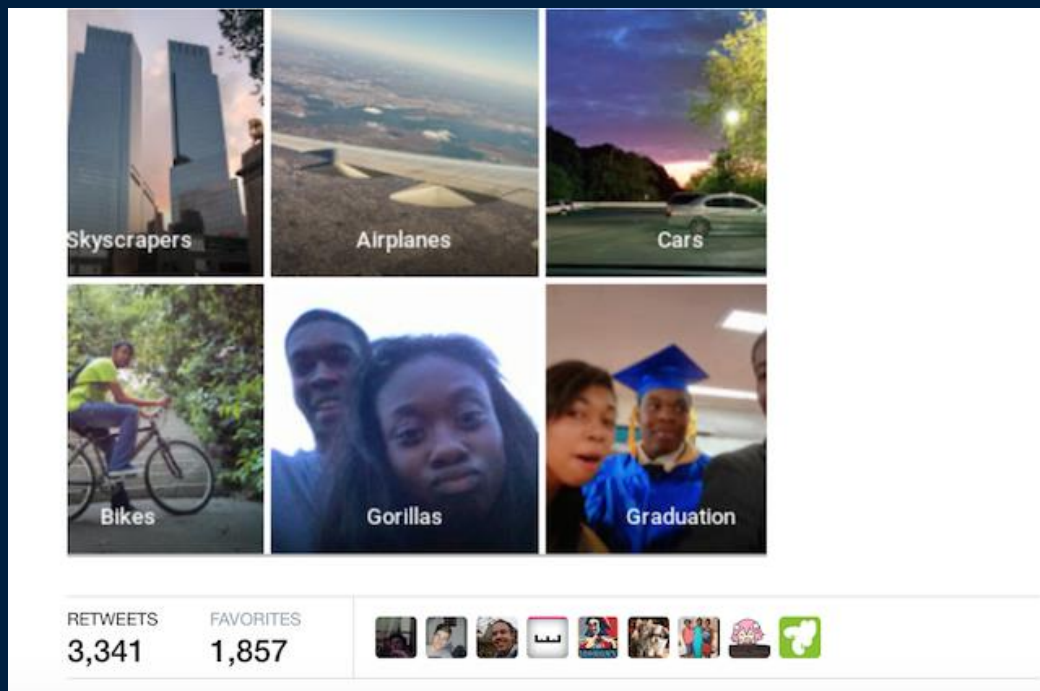 Skyscrapers Airplanes Cars
Bikes Gorillas Graduation
RETWEETS FAVORITES
3,341 1,857